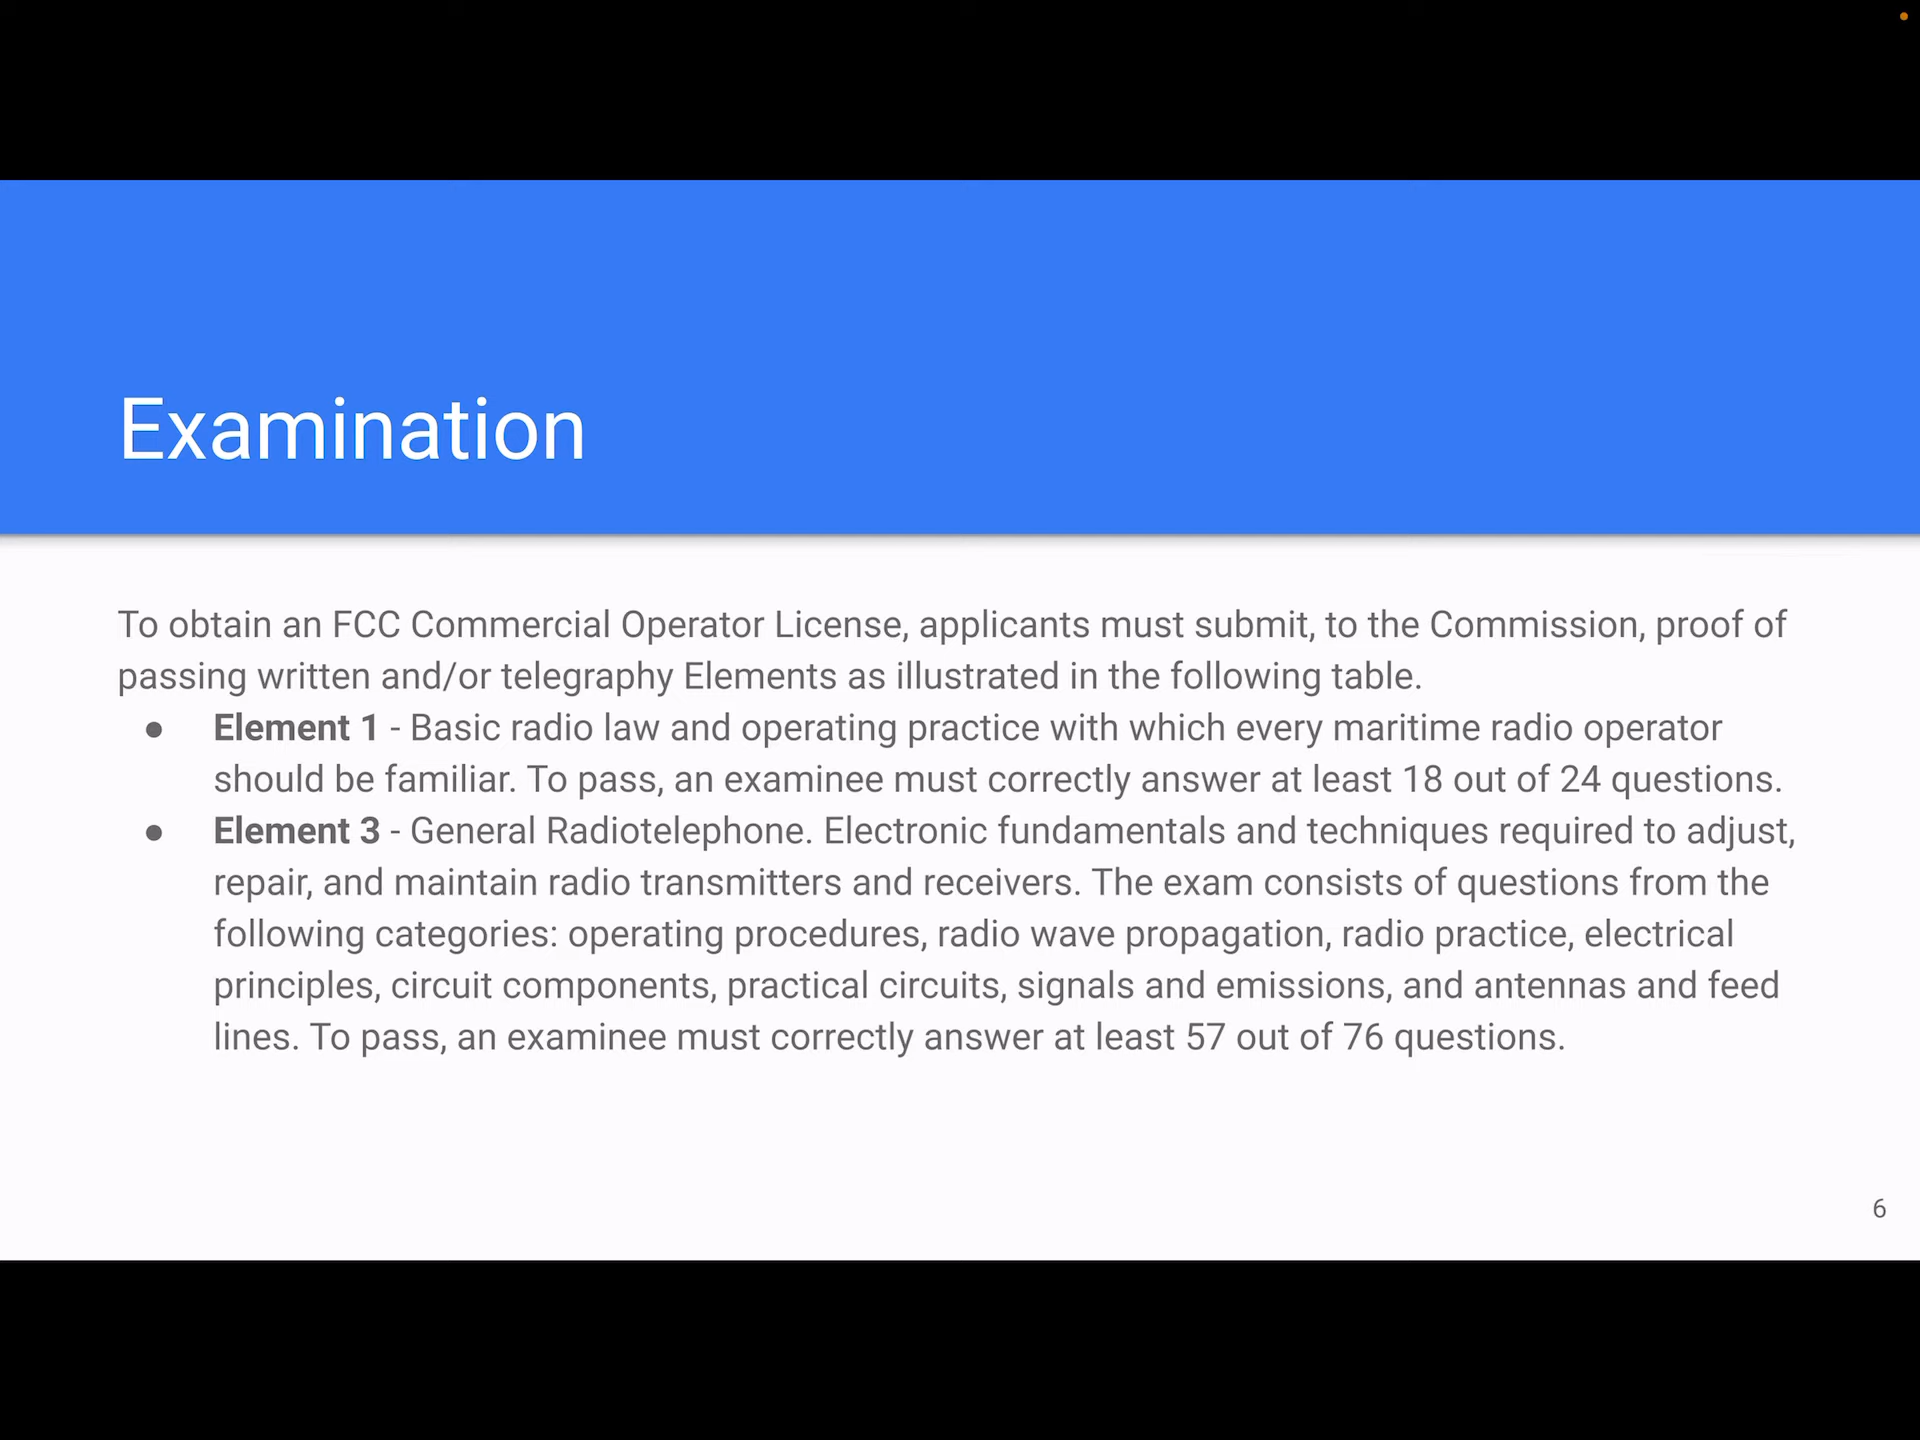 Examination
To obtain an FCC Commercial Operator License, applicants must submit, to the Commission, proof of
passing written and/or telegraphy Elements as illustrated in the following table.
● Element 1 - Basic radio law and operating practice with which every maritime radio operator
should be familiar. To pass, an examinee must correctly answer at least 18 out of 24 questions.
● Element 3 - General Radiotelephone. Electronic fundamentals and techniques required to adjust,
repair, and maintain radio transmitters and receivers. The exam consists of questions from the
following categories: operating procedures, radio wave propagation, radio practice, electrical
principles, circuit components, practical circuits, signals and emissions, and antennas and feed
lines. To pass, an examinee must correctly answer at least 57 out of 76 questions.
6